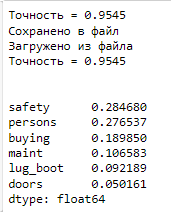 Точность = 0.9545
Сохранено в файл
Загружено из файла
Точность = 0.9545
safety 0.284680
persons 0.276537
buying 0.189850
maint 0.106583
lug_boot 0.092189
doors 0.050161
dtype: float64